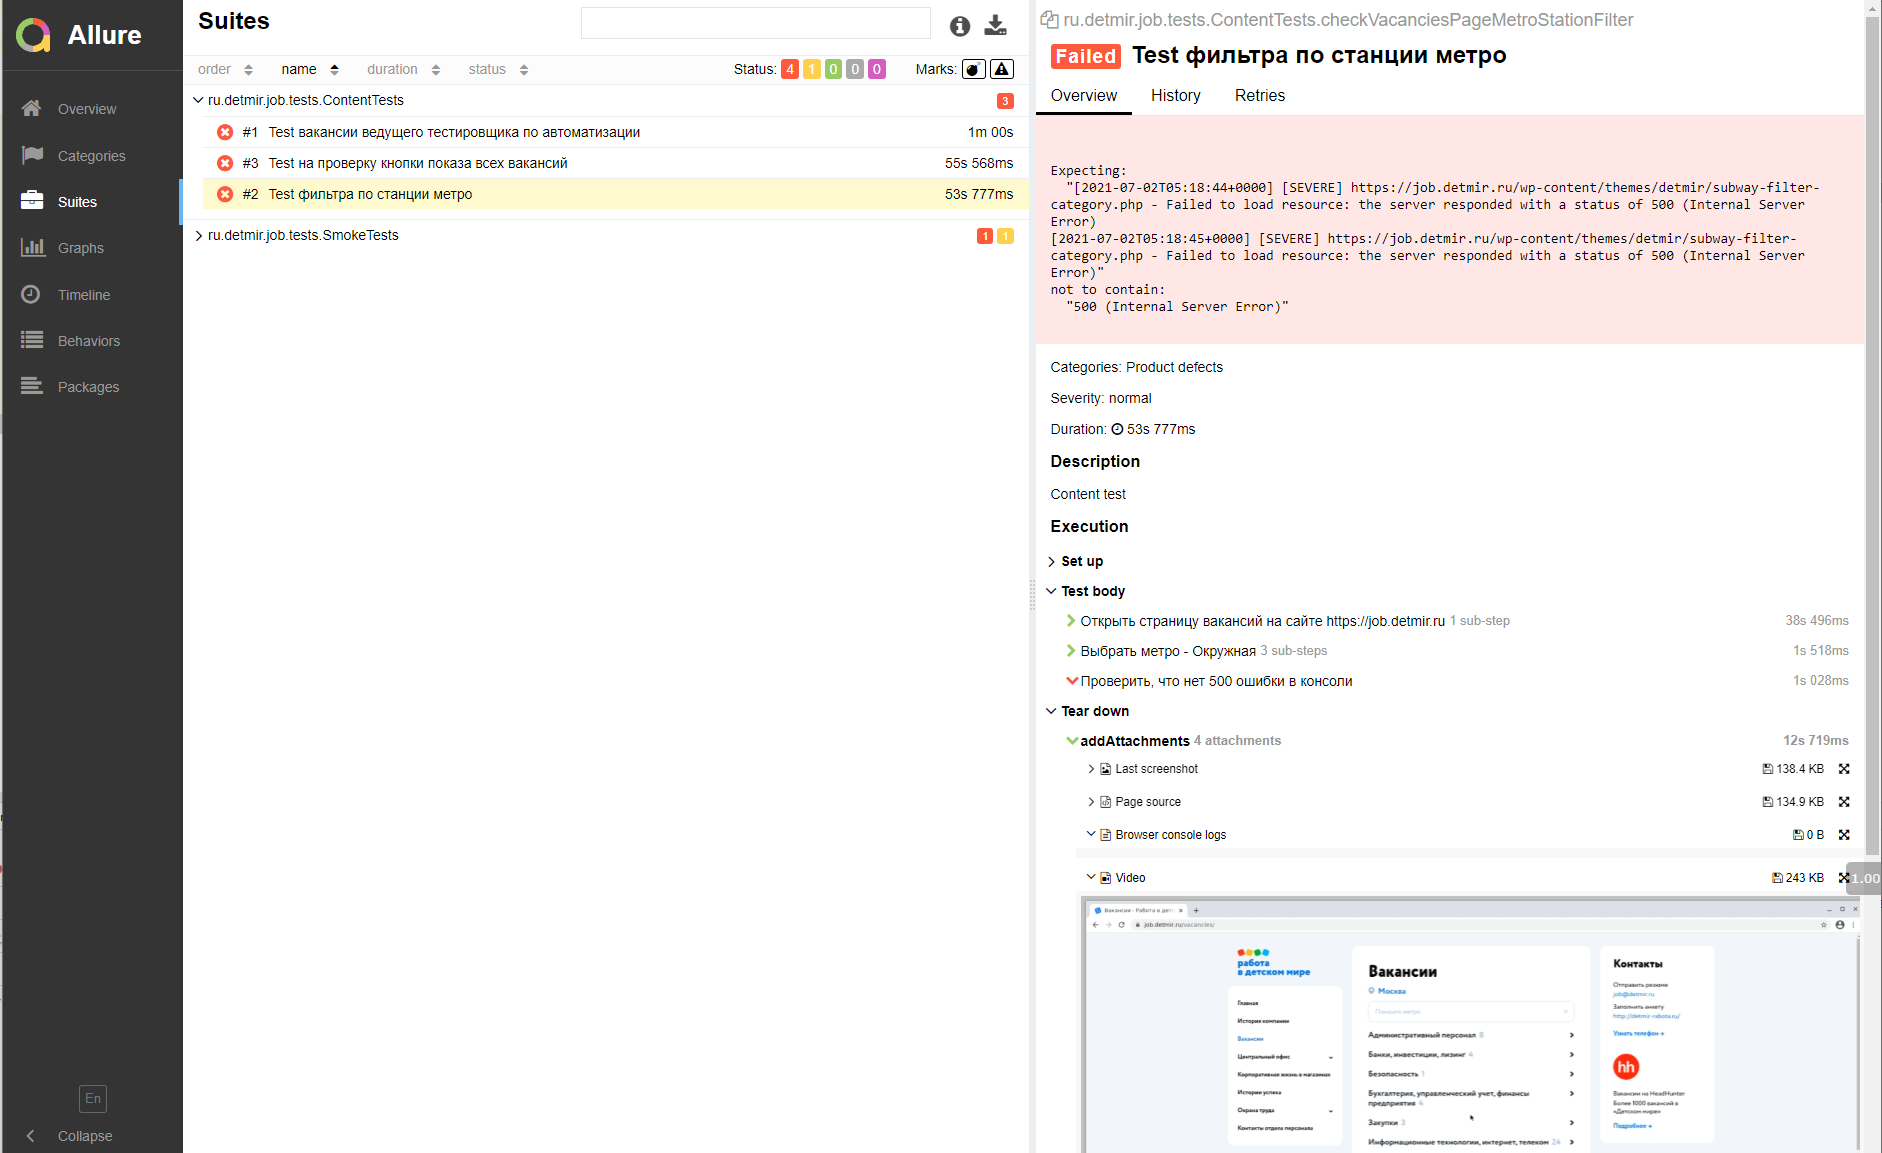 Allure
Overview
Categories
Suites
Graphs
Timeline
Behaviors
Packages
En
Collapse
Suites
order name duration status Status: 4 1 0 0 0 Marks:
ru.detmir.job.tests.ContentTests 3
#1 Test вакансии ведущего тестировщика по автоматизации 1m 00s
#3 Test на проверку кнопки показа всех вакансий 55s 568ms
#2 Test фильтра по станции метро 53s 777ms
ru.detmir.job.tests.SmokeTests 1 1
ru.detmir.job.tests.ContentTests.checkVacanciesPageMetroStationFilter
Failed Test фильтра по станции метро
Overview History Retries
Expecting:
"[2021-07-02T05:18:44+0000] [SEVERE] https://job.detmir.ru/wp-content/themes/detmir/subway-filter-
category.php - Failed to load resource: the server responded with a status of 500 (Internal Server
Error)
[2021-07-02T05:18:45+0000] [SEVERE] https://job.detmir.ru/wp-content/themes/detmir/subway-filter-
category.php - Failed to load resource: the server responded with a status of 500 (Internal Server
Error)"
not to contain:
"500 (Internal Server Error)"
Categories: Product defects
Severity: normal
Duration: 53s 777ms
Description
Content test
Execution
Set up
Test body
Открыть страницу вакансий на сайте https://job.detmir.ru 1 sub-step 38s 496ms
Выбрать метро - Окружная 3 sub-steps 1s 518ms
Проверить, что нет 500 ошибки в консоли 1s 028ms
Tear down
addAttachments 4 attachments 12s 719ms
Last screenshot 138.4 KB
Page source 134.9 KB
Browser console logs 0 B
Video 243 KB
1.00
Вакансии - Работа в дет
job.detmir.ru/vacancies/
работа
в детском мире
Главная
История компании
Вакансии
Центральный офис
Корпоративная жизнь в магазинах
Истории успеха
Охрана труда
Контакты отдела персонала
Вакансии
Москва
Показать метро
Административный персонал 8
Банки, инвестиции, лизинг 4
Безопасность 1
Бухгалтерия, управленческий учет, финансы
предприятия 4
Закупки 3
Информационные технологии, интернет, телеком 24
Контакты
Отправить резюме
job@detmir.ru
Заполнить анкету
http://detmir-rabota.ru/
Узнать телефон
hh
Вакансии на HeadHunter
Более 1000 вакансий в
«Детском мире»
Подробнее